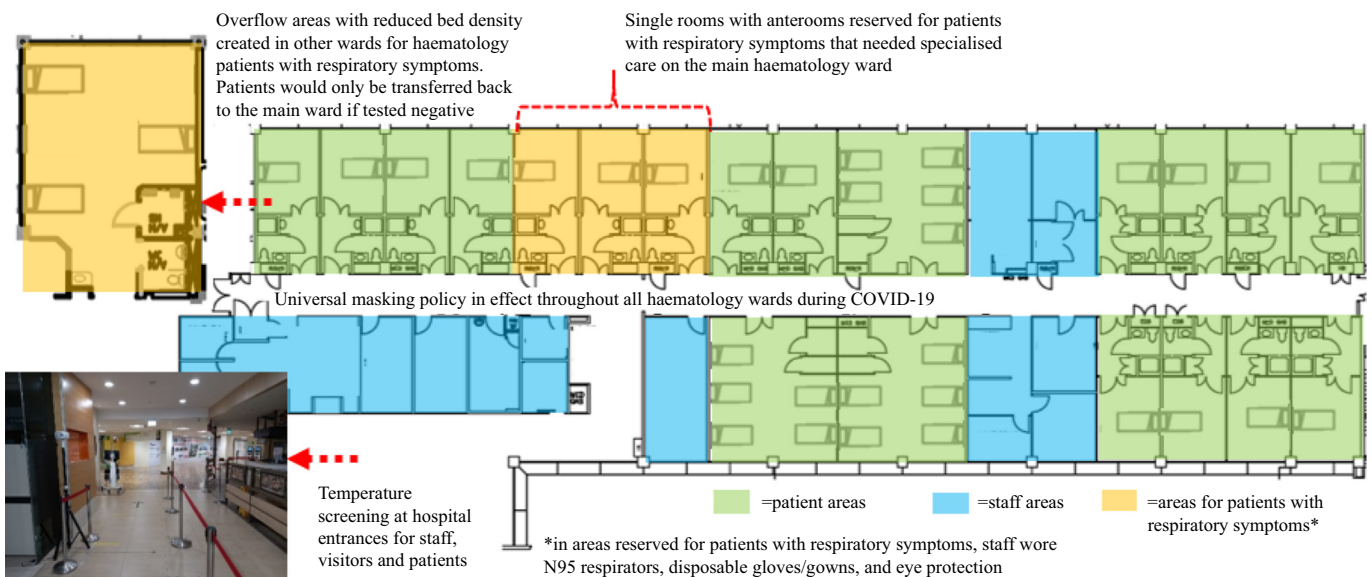 Overflow areas with reduced bed density
created in other wards for haematology
patients with respiratory symptoms.
Patients would only be transferred back
to the main ward if tested negative
Single rooms with anterooms reserved for patients
with respiratory symptoms that needed specialised
care on the main haematology ward
Universal masking policy in effect throughout all haematology wards during COVID-19
Temperature
screening at hospital
entrances for staff,
visitors and patients
=patient areas
=staff areas
=areas for patients with
respiratory symptoms*
*in areas reserved for patients with respiratory symptoms, staff wore
N95 respirators, disposable gloves/gowns, and eye protection